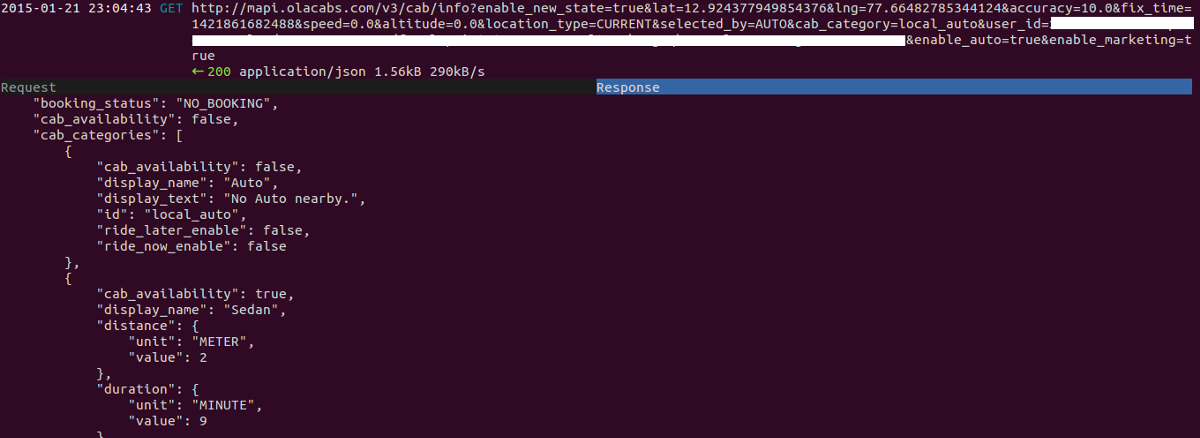 2015-01-21 23:04:43 GET http://mapi.olacabs.com/v3/cab/info?enable_new_state=true&lat=12.924377949854376&lng=77.66482785344124&accuracy=10.0&fix_time=
1421861682488&speed=0.0&altitude=0.0&location_type=CURRENT&selected_by=AUTO&cab_category=local_auto&user_id=
&enable_auto=true&enable_marketing=t
rue
← 200 application/json 1.56kB 290kB/s
Request Response
"booking_status": "NO_BOOKING",
"cab_availability": false,
"cab_categories": [
{
"cab_availability": false,
"display_name": "Auto",
"display_text": "No Auto nearby.",
"id": "local_auto",
"ride_later_enable": false,
"ride_now_enable": false
},
{
"cab_availability": true,
"display_name": "Sedan",
"distance": {
"unit": "METER",
"value": 2
},
"duration": {
"unit": "MINUTE",
"value": 9
}